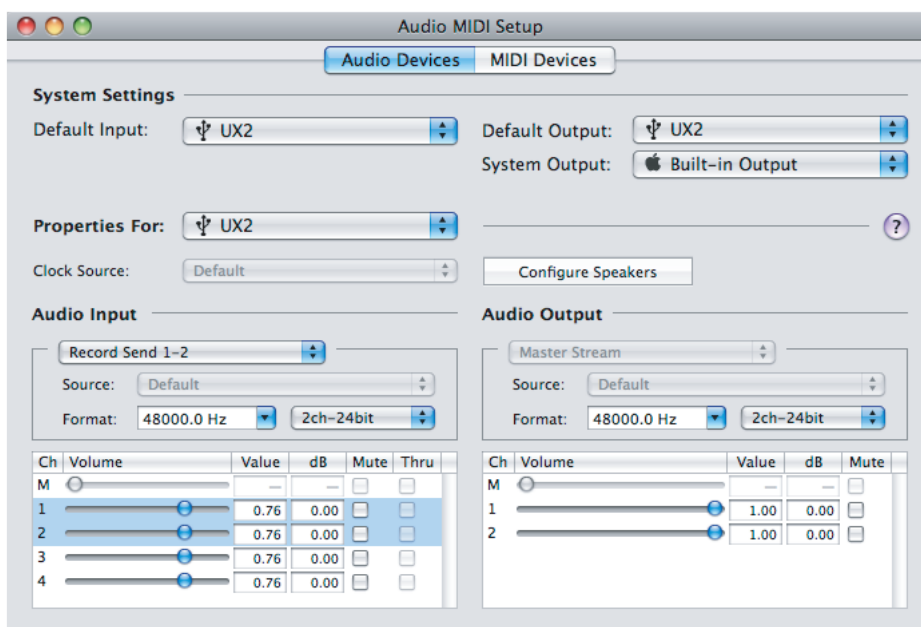 Audio MIDI Setup
Audio Devices MIDI Devices
System Settings
Default Input: UX2
Default Output: UX2
System Output: Built-in Output
Properties For: UX2
?
Clock Source: Default
Configure Speakers
Audio Input
Audio Output
Record Send 1-2
Master Stream
Source: Default
Source: Default
Format: 48000.0 Hz 2ch-24bit
Format: 48000.0 Hz 2ch-24bit
Ch Volume Value dB Mute Thru
M — —
1 0.76 0.00
2 0.76 0.00
3 0.76 0.00
4 0.76 0.00
Ch Volume Value dB Mute
M — —
1 1.00 0.00
2 1.00 0.00